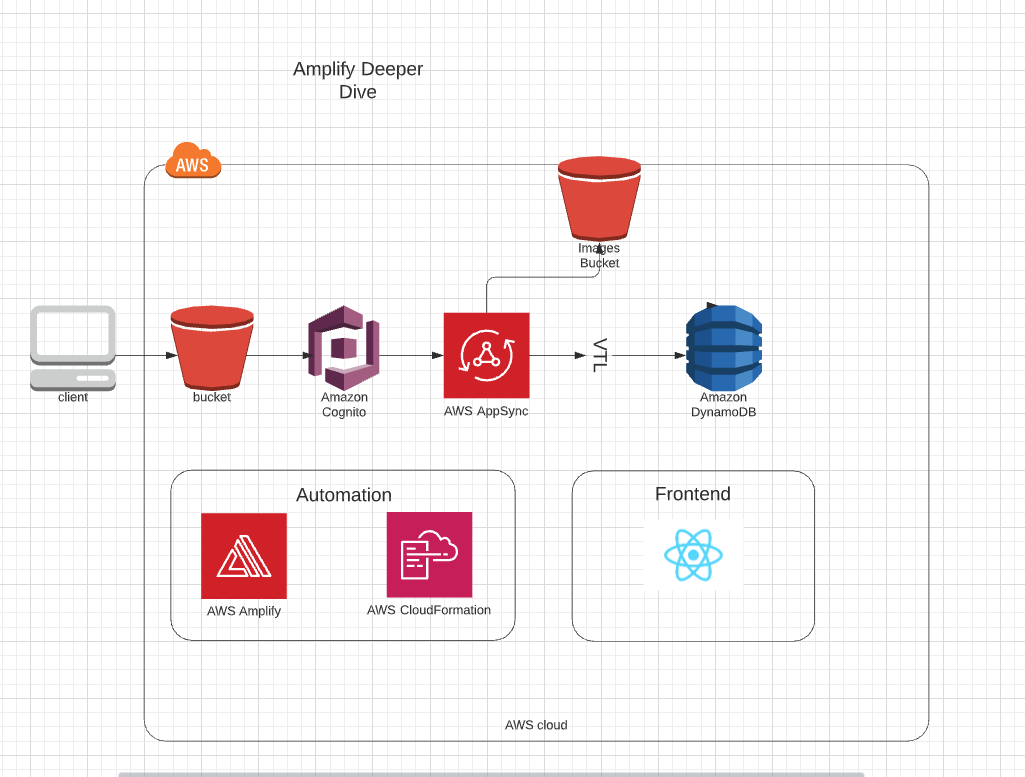 Amplify Deeper
Dive
AWS
Images
Bucket
client
bucket
Amazon
Cognito
AWS AppSync
VTL
Amazon
DynamoDB
Automation
AWS Amplify
AWS CloudFormation
Frontend
AWS cloud